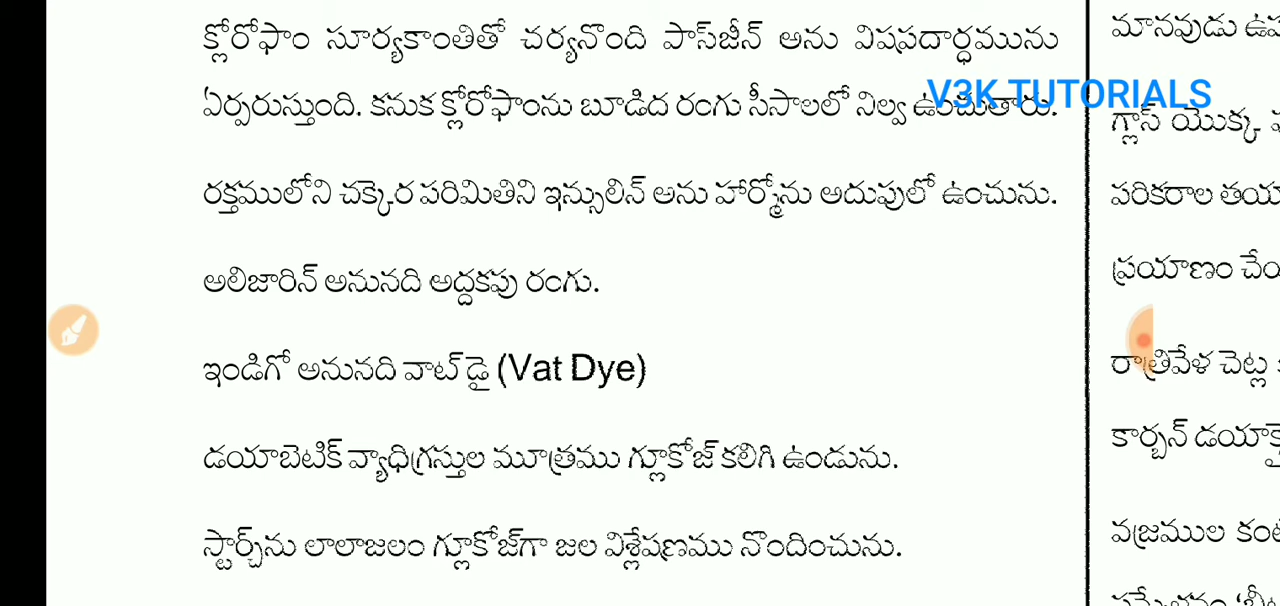 క్లోరోఫాం సూర్యకాంతితో చర్యనొంది పాస్‌జీన్ అను విషపదార్థమును
ఏర్పరుస్తుంది. కనుక క్లోరోఫాంను బూడిద రంగు సీసాలలో నిల్వ ఉంచుతారు.
V3K TUTORIALS
రక్తములోని చక్కెర పరిమితిని ఇన్సులిన్ అను హార్మోను అదుపులో ఉంచును.
అలిజారిన్ అనునది అద్దకపు రంగు.
ఇండిగో అనునది వాట్ డై (Vat Dye)
డయాబెటిక్ వ్యాధిగ్రస్తుల మూత్రము గ్లూకోజ్ కలిగి ఉండును.
స్టార్చ్‌ను లాలాజలం గ్లూకోజ్‌గా జల విశ్లేషణము నొందించును.
మానవుడు
గ్లాస్ యొక్క
పరికరాల
ప్రయాణం
రాత్రివేళ చెట్ల
కార్బన్
వజ్రముల